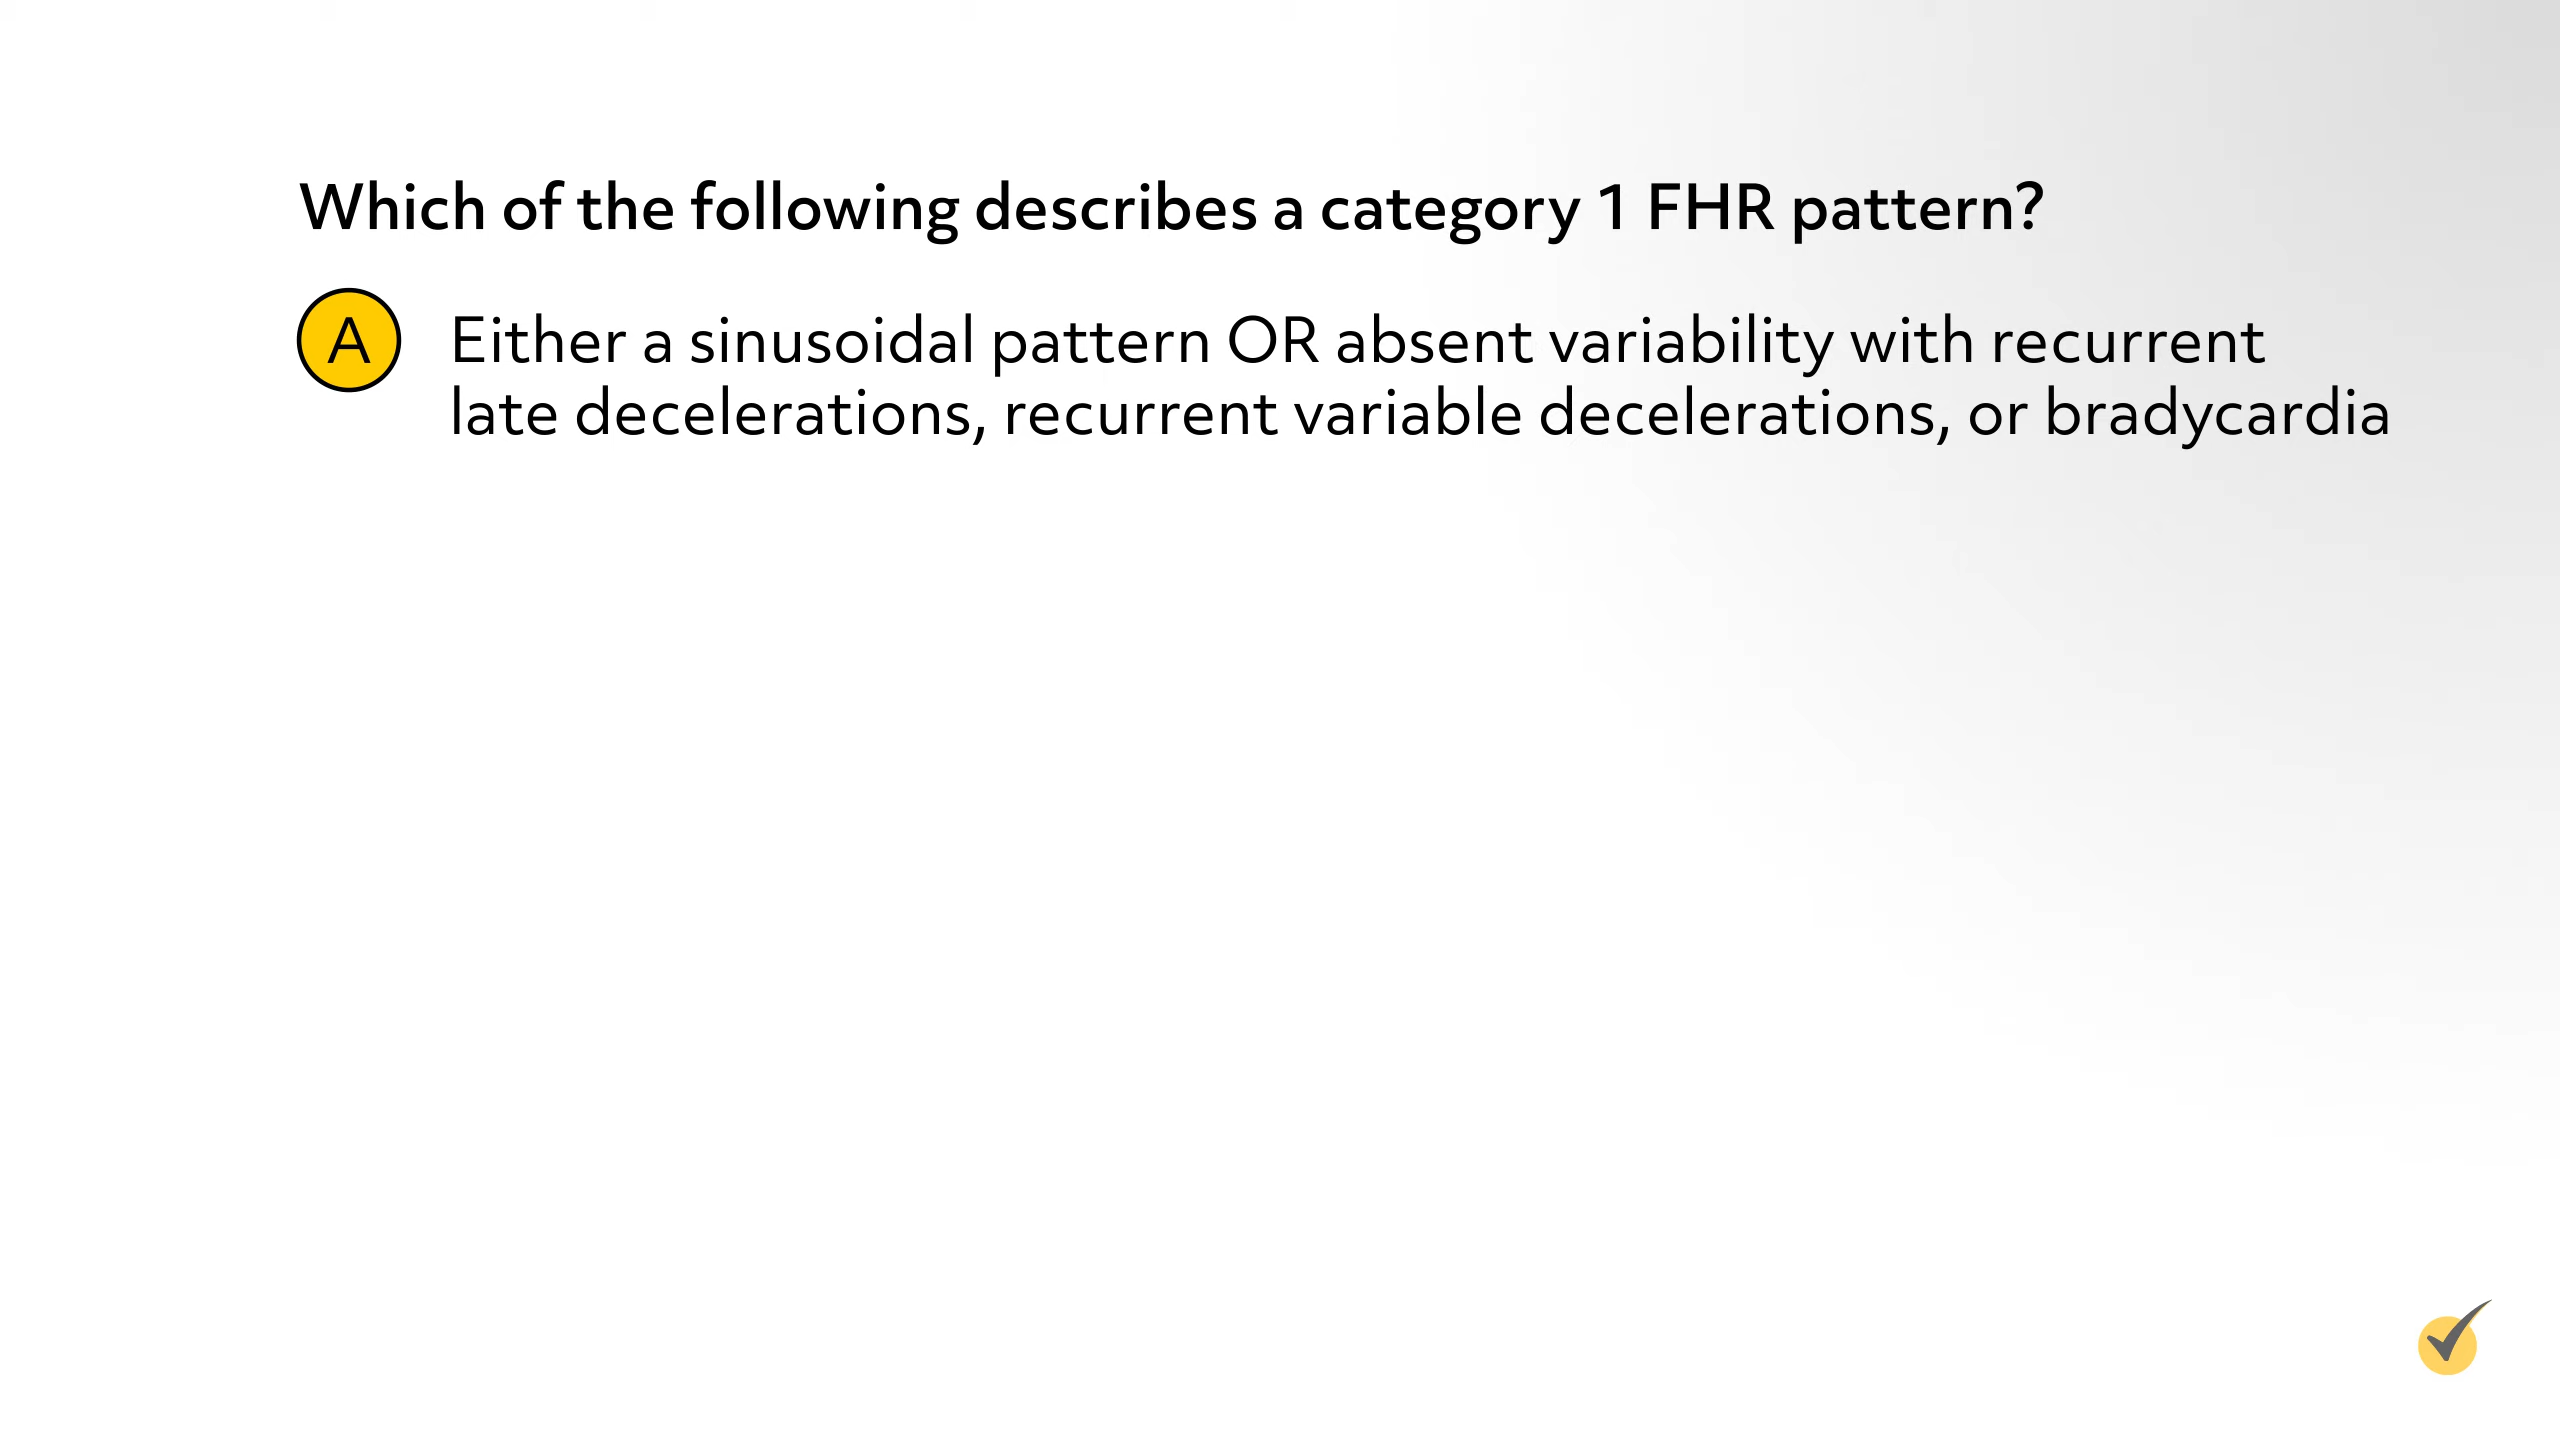 Which of the following describes a category 1 FHR pattern?
A Either a sinusoidal pattern OR absent variability with recurrent
late decelerations, recurrent variable decelerations, or bradycardia